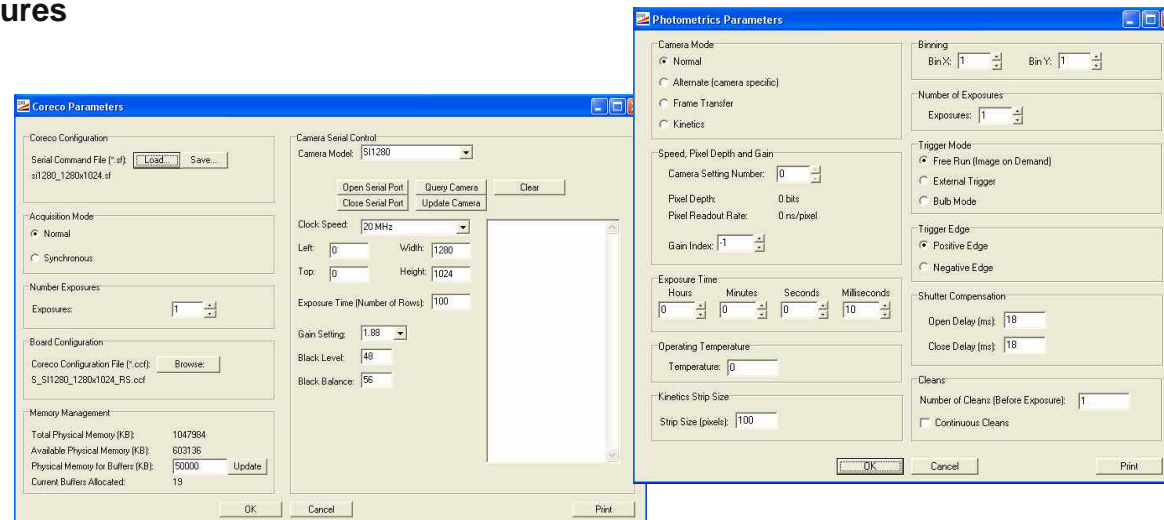 ures
Coreco Parameters
Coreco Configuration
Serial Command File (*.sf): Load... Save...
si1280_1280x1024.sf
Acquisition Mode
Normal
Synchronous
Number Exposures
Exposures: 1
Board Configuration
Coreco Configuration File (*.ccf): Browse:
S_SI1280_1280x1024_RS.ccf
Memory Management
Total Physical Memory (KB): 1047984
Available Physical Memory (KB): 603136
Physical Memory for Buffers (KB): 50000 Update
Current Buffers Allocated: 19
Camera Serial Control
Camera Model: SI1280
Open Serial Port Query Camera Clear
Close Serial Port Update Camera
Clock Speed: 20 MHz
Left: 0 Width: 1280
Top: 0 Height: 1024
Exposure Time (Number of Rows): 100
Gain Setting: 1.88
Black Level: 48
Black Balance: 56
OK Cancel Print
Photometrics Parameters
Camera Mode
Normal
Alternate (camera specific)
Frame Transfer
Kinetics
Speed, Pixel Depth and Gain
Camera Setting Number: 0
Pixel Depth: 0 bits
Pixel Readout Rate: 0 ns/pixel
Gain Index: -1
Exposure Time
Hours Minutes Seconds Milliseconds
0 0 0 10
Operating Temperature
Temperature: 0
Kinetics Strip Size
Strip Size (pixels): 100
Binning
Bin X: 1 Bin Y: 1
Number of Exposures
Exposures: 1
Trigger Mode
Free Run (Image on Demand)
External Trigger
Bulb Mode
Trigger Edge
Positive Edge
Negative Edge
Shutter Compensation
Open Delay (ms): 18
Close Delay (ms): 18
Cleans
Number of Cleans (Before Exposure): 1
Continuous Cleans
OK Cancel Print